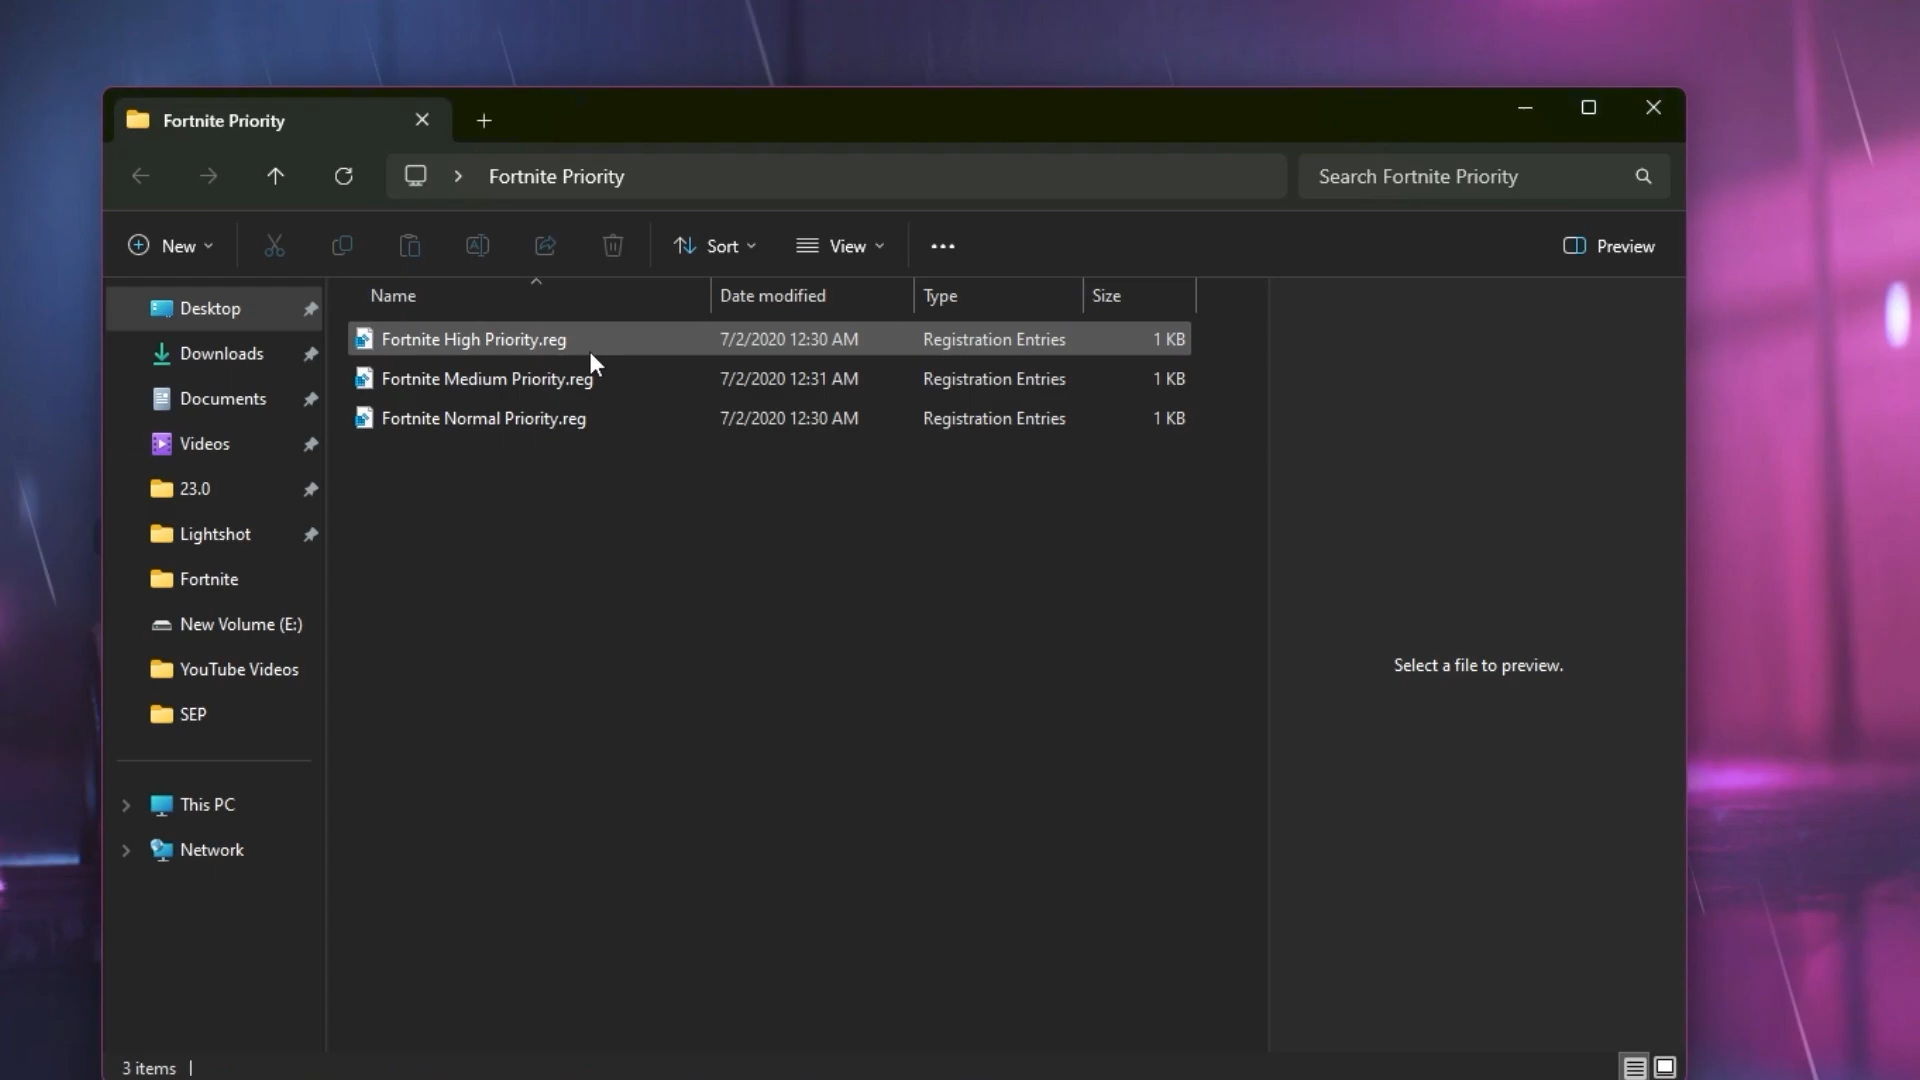 Fortnite Priority
Fortnite Priority
Search Fortnite Priority
New
Sort
View
Preview
Name
Date modified
Type
Size
Desktop
Downloads
Documents
Videos
23.0
Lightshot
Fortnite
New Volume (E:)
YouTube Videos
SEP
This PC
Network
Fortnite High Priority.reg 7/2/2020 12:30 AM Registration Entries 1 KB
Fortnite Medium Priority.reg 7/2/2020 12:31 AM Registration Entries 1 KB
Fortnite Normal Priority.reg 7/2/2020 12:30 AM Registration Entries 1 KB
Select a file to preview.
3 items